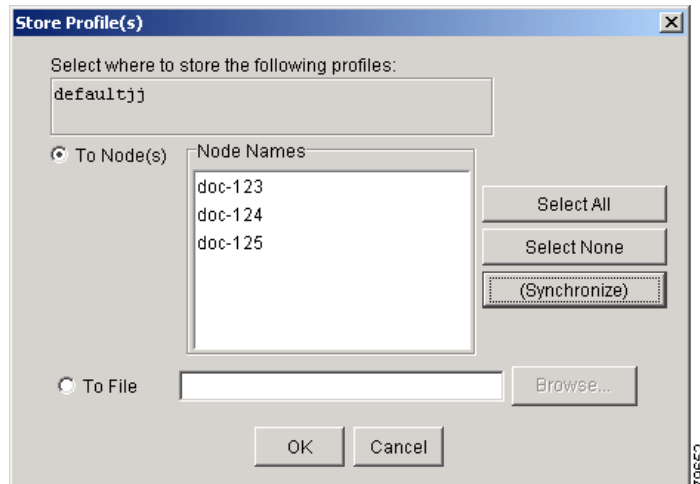 Store Profile(s)
Select where to store the following profiles:
defaultjj
To Node(s)
Node Names
doc-123
doc-124
doc-125
Select All
Select None
(Synchronize)
To File
Browse...
OK
Cancel